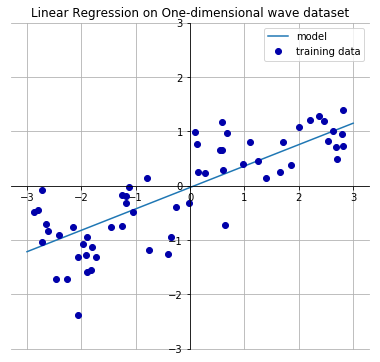 Linear Regression on One-dimensional wave dataset
3
model
training data
2
1
−3 −2 −1 0 1 2 3
0
−1
−2
−3